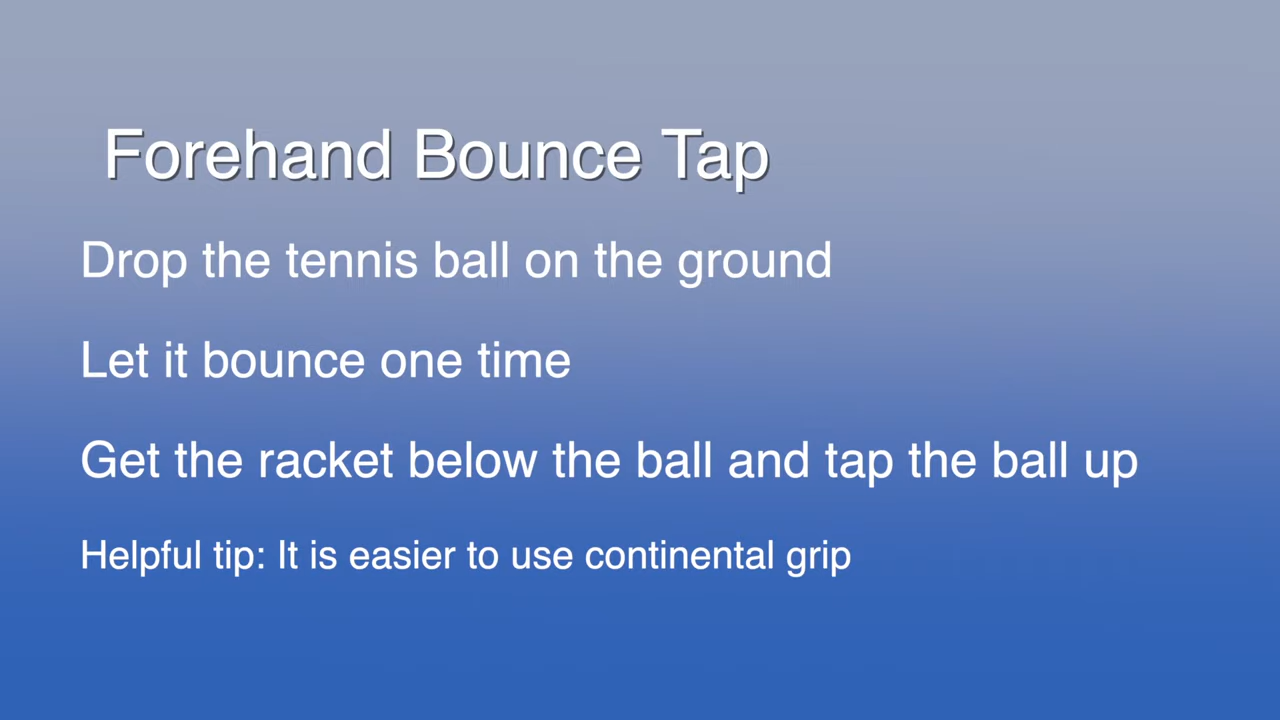 Forehand Bounce Tap
Drop the tennis ball on the ground
Let it bounce one time
Get the racket below the ball and tap the ball up
Helpful tip: It is easier to use continental grip